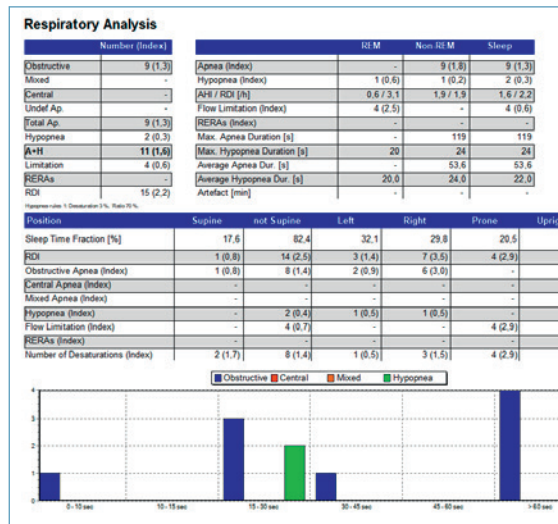 Respiratory Analysis
Number (Index)
Obstructive 9 (1,3)
Mixed -
Central -
Undef Ap. -
Total Ap. 9 (1,3)
Hypopnea 2 (0,3)
A+H 11 (1,6)
Limitation 4 (0,6)
RERAs -
RDI 15 (2,2)
REM Non-REM Sleep
Apnea (Index) - 9 (1,8) 9 (1,3)
Hypopnea (Index) 1 (0,6) 1 (0,2) 2 (0,3)
AHI / RDI [/h] 0,6 / 3,1 1,9 / 1,9 1,6 / 2,2
Flow Limitation (Index) 4 (2,5) - 4 (0,6)
RERAs (Index) - - -
Max. Apnea Duration [s] - 119 119
Max. Hypopnea Duration [s] 20 24 24
Average Apnea Dur. [s] - 53,6 53,6
Average Hypopnea Dur. [s] 20,0 24,0 22,0
Artefact [min] - - -
Position Supine not Supine Left Right Prone Uprig
Sleep Time Fraction [%] 17,6 82,4 32,1 29,8 20,5
RDI 1 (0,8) 14 (2,5) 3 (1,4) 7 (3,5) 4 (2,9)
Obstructive Apnea (Index) 1 (0,8) 8 (1,4) 2 (0,9) 6 (3,0) -
Central Apnea (Index) - - - - -
Mixed Apnea (Index) - - - - -
Hypopnea (Index) - 2 (0,4) 1 (0,5) 1 (0,5) -
Flow Limitation (Index) - 4 (0,7) - - 4 (2,9)
RERAs (Index) - - - - -
Number of Desaturations (Index) 2 (1,7) 8 (1,4) 1 (0,5) 3 (1,5) 4 (2,9)
Obstructive Central Mixed Hypopnea
4
3
2
1
0
0 - 10 sec 10 - 15 sec 15 - 30 sec 30 - 45 sec 45 - 60 sec > 60 sec